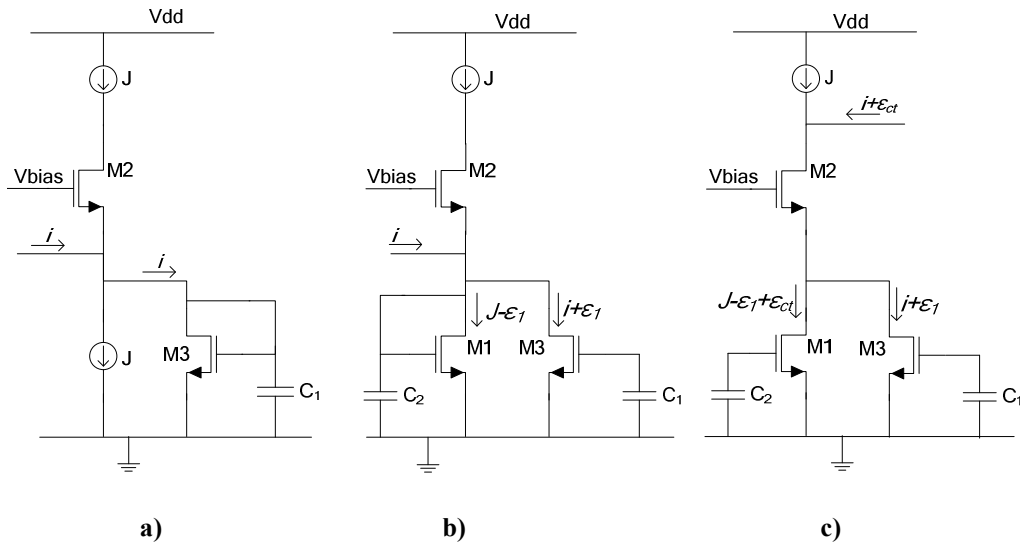 Vdd
J
Vbias
M2
i
i
J
M3
C₁
a)
Vdd
J
Vbias
M2
i
J-ε₁
i+ε₁
M1
M3
C₂
C₁
b)
Vdd
J
i+εct
Vbias
M2
J-ε₁+εct
i+ε₁
M1
M3
C₂
C₁
c)